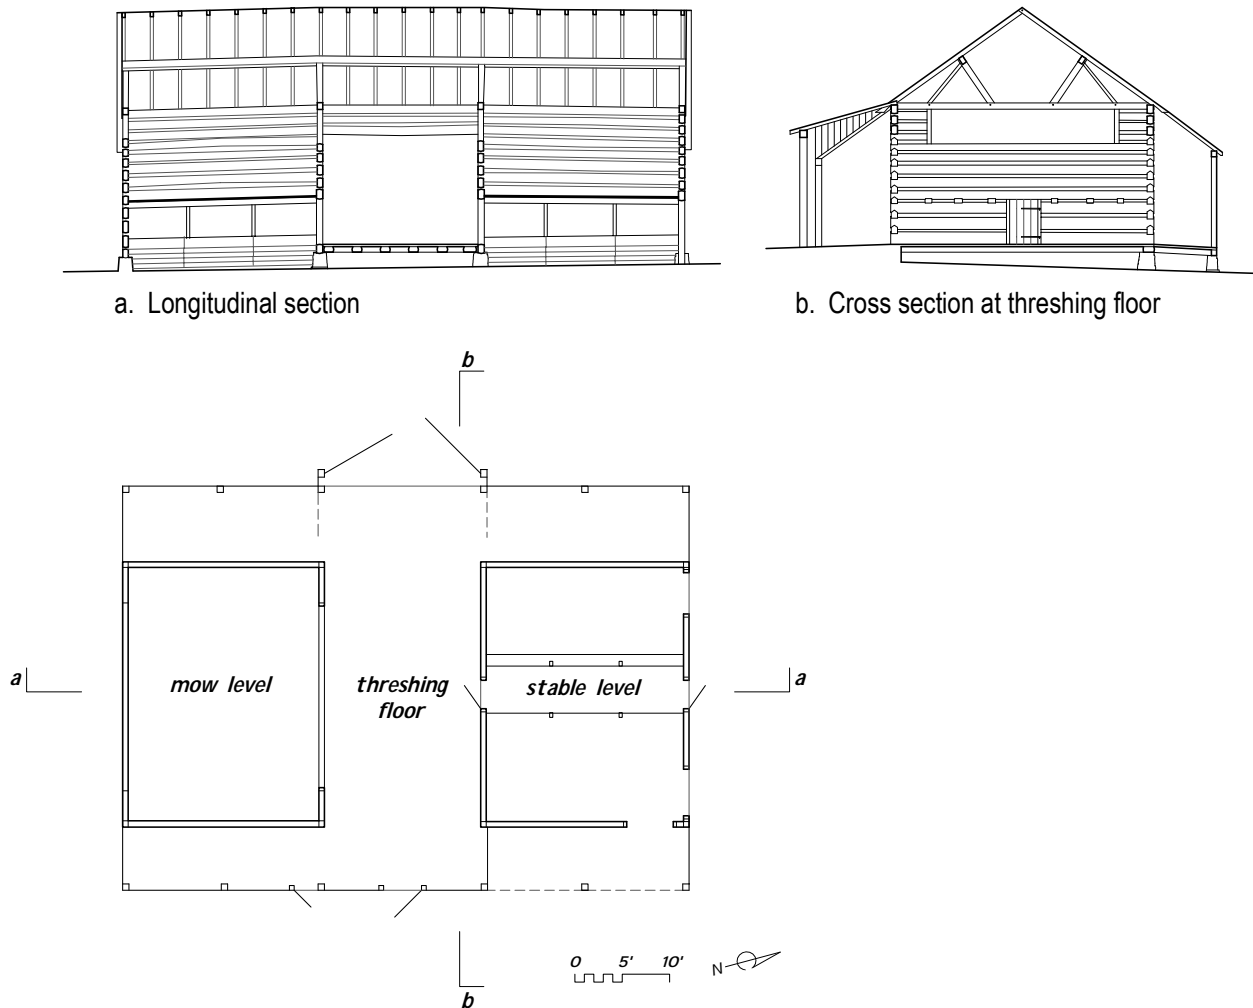 a. Longitudinal section
b. Cross section at threshing floor
b
a
mow level
threshing
floor
stable level
a
0 5' 10'
N
b